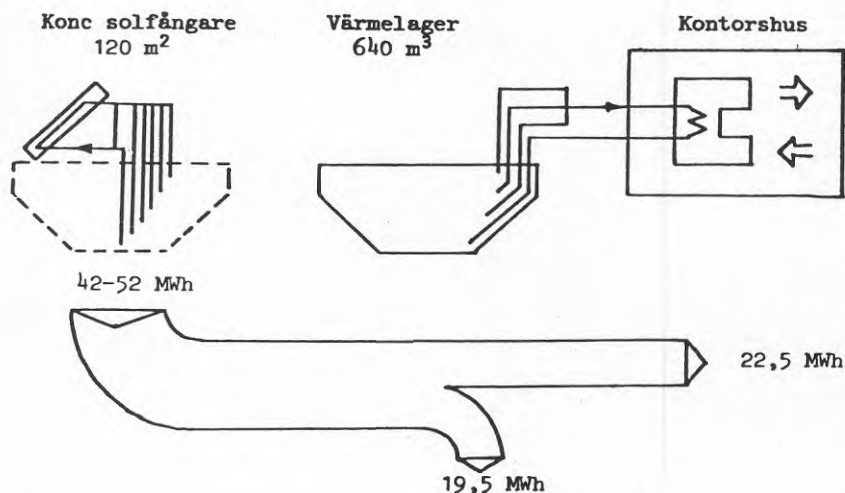 Konc solfångare
120 m²
Värmelager
640 m³
Kontorshus
42-52 MWh
22,5 MWh
19,5 MWh